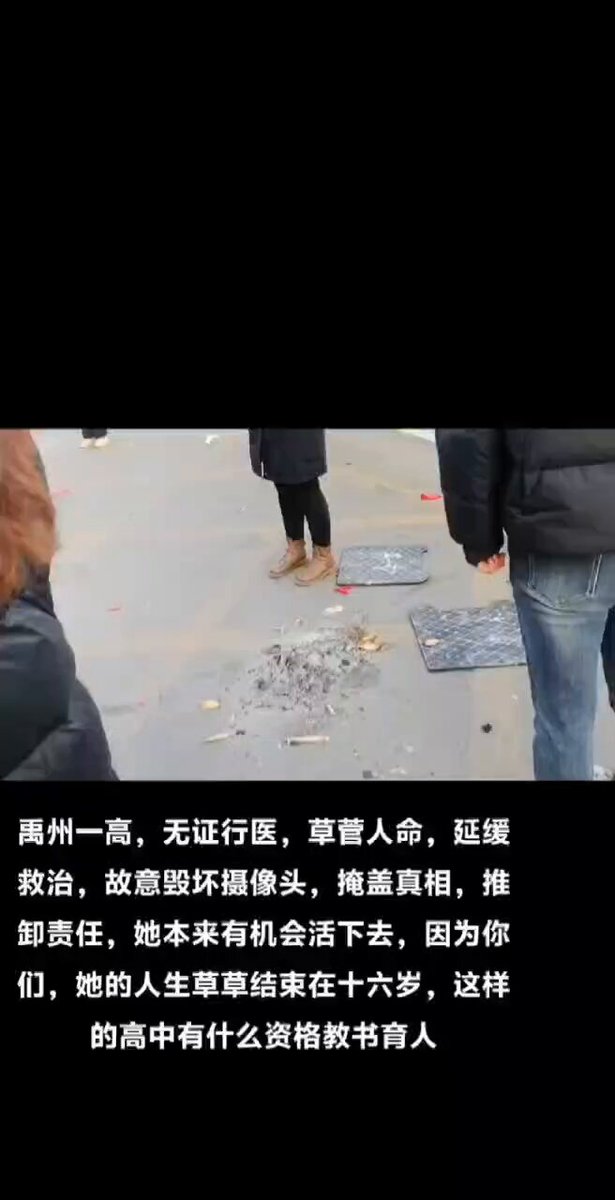 禹州一高，无证行医，草菅人命，延缓
救治，故意毁坏摄像头，掩盖真相，推
卸责任，她本来有机会活下去，因为你
们，她的人生草草结束在十六岁，这样
的高中有什么资格教书育人